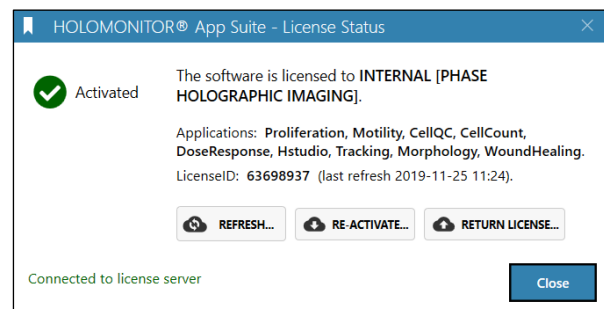 HOLOMONITOR® App Suite - License Status
Activated
The software is licensed to INTERNAL [PHASE
HOLOGRAPHIC IMAGING].
Applications: Proliferation, Motility, CellQC, CellCount,
DoseResponse, Hstudio, Tracking, Morphology, WoundHealing.
LicenseID: 63698937 (last refresh 2019-11-25 11:24).
REFRESH... RE-ACTIVATE... RETURN LICENSE...
Connected to license server
Close